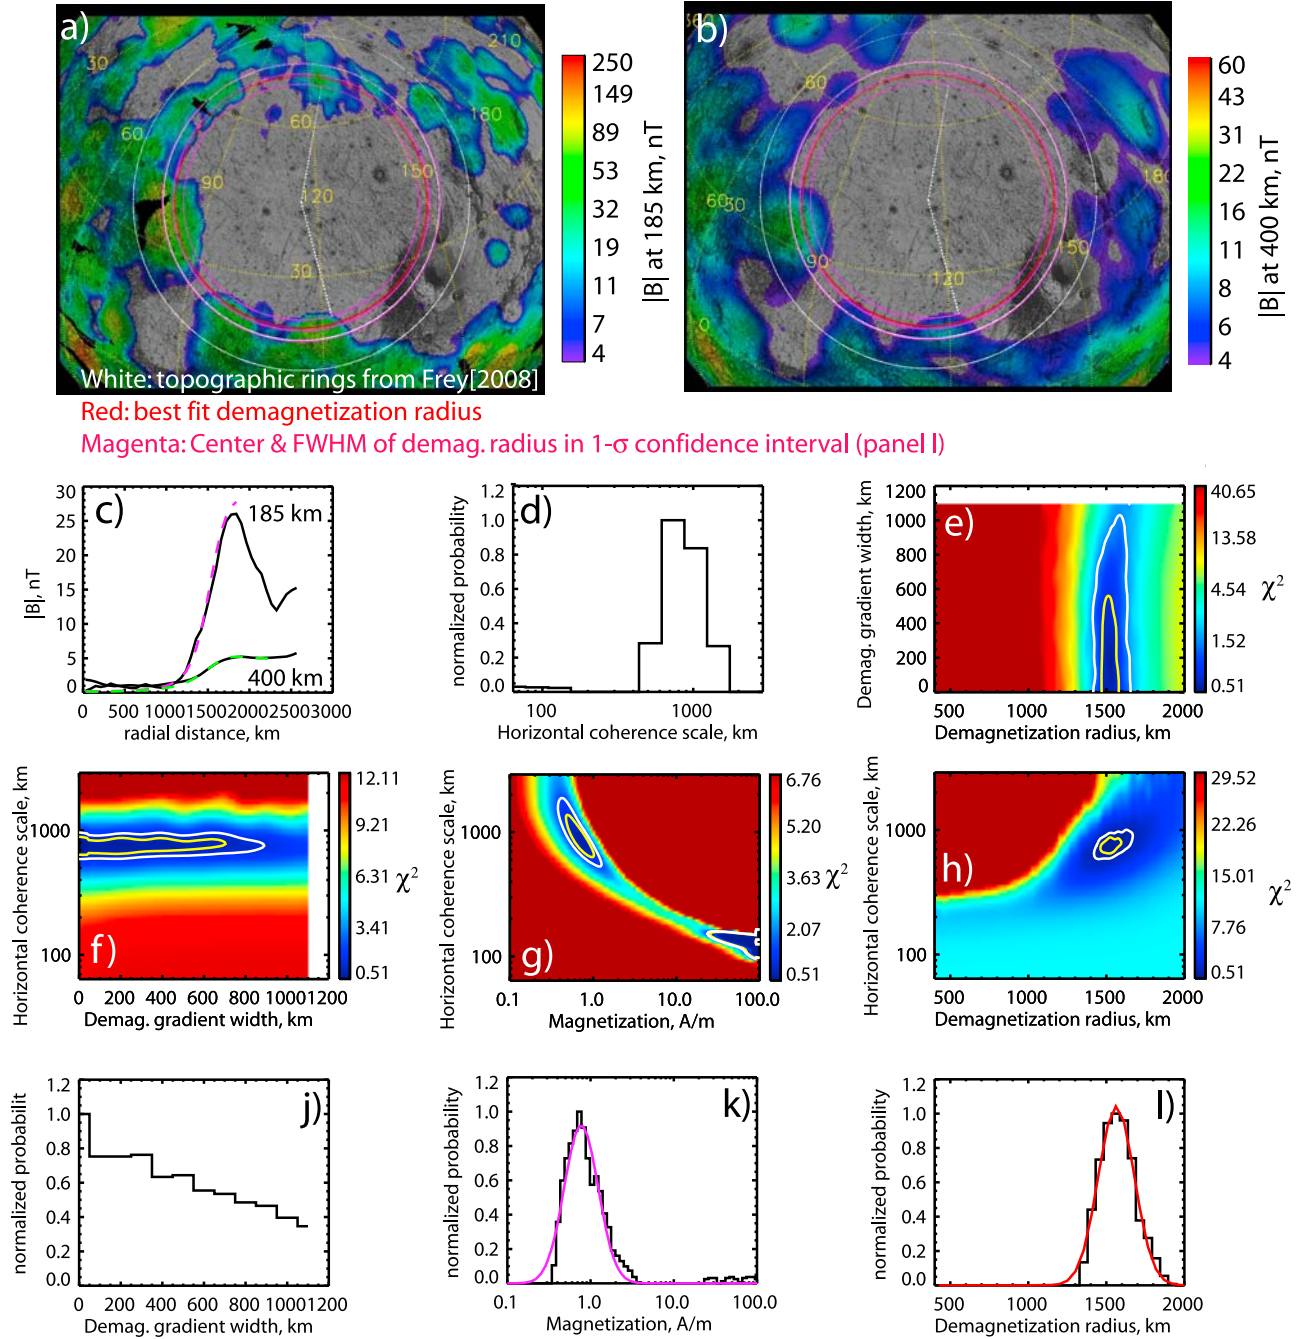 a)
30
60
90
120
30
60
150
180
210
250
149
89
53
32
19
11
7
4
|B| at 185 km, nT
b)
360
60
60
30
90
0
120
150
180
60
43
31
22
16
11
8
6
4
|B| at 400 km, nT
White: topographic rings from Frey[2008]
Red: best fit demagnetization radius
Magenta: Center & FWHM of demag. radius in 1-σ confidence interval (panel l)
c)
185 km
400 km
|B|, nT
30
25
20
15
10
5
0
0 500 1000 1500 2000 2500 3000
radial distance, km
d)
normalized probability
1.2
1.0
0.8
0.6
0.4
0.2
0.0
100 1000
Horizontal coherence scale, km
e)
Demag. gradient width, km
1200
1000
800
600
400
200
0
500 1000 1500 2000
Demagnetization radius, km
40.65
13.58
4.54
1.52
0.51
χ2
f)
Horizontal coherence scale, km
1000
100
0 200 400 600 800 1000 1200
Demag. gradient width, km
12.11
9.21
6.31
3.41
0.51
χ2
g)
Horizontal coherence scale, km
1000
100
0.1 1.0 10.0 100.0
Magnetization, A/m
6.76
5.20
3.63
2.07
0.51
χ2
h)
Horizontal coherence scale, km
1000
100
500 1000 1500 2000
Demagnetization radius, km
29.52
22.26
15.01
7.76
0.51
χ2
j)
normalized probabilit
1.2
1.0
0.8
0.6
0.4
0.2
0.0
0 200 400 600 800 1000 1200
Demag. gradient width, km
k)
normalized probability
1.2
1.0
0.8
0.6
0.4
0.2
0.0
0.1 1.0 10.0 100.0
Magnetization, A/m
l)
normalized probability
1.2
1.0
0.8
0.6
0.4
0.2
0.0
500 1000 1500 2000
Demagnetization radius, km